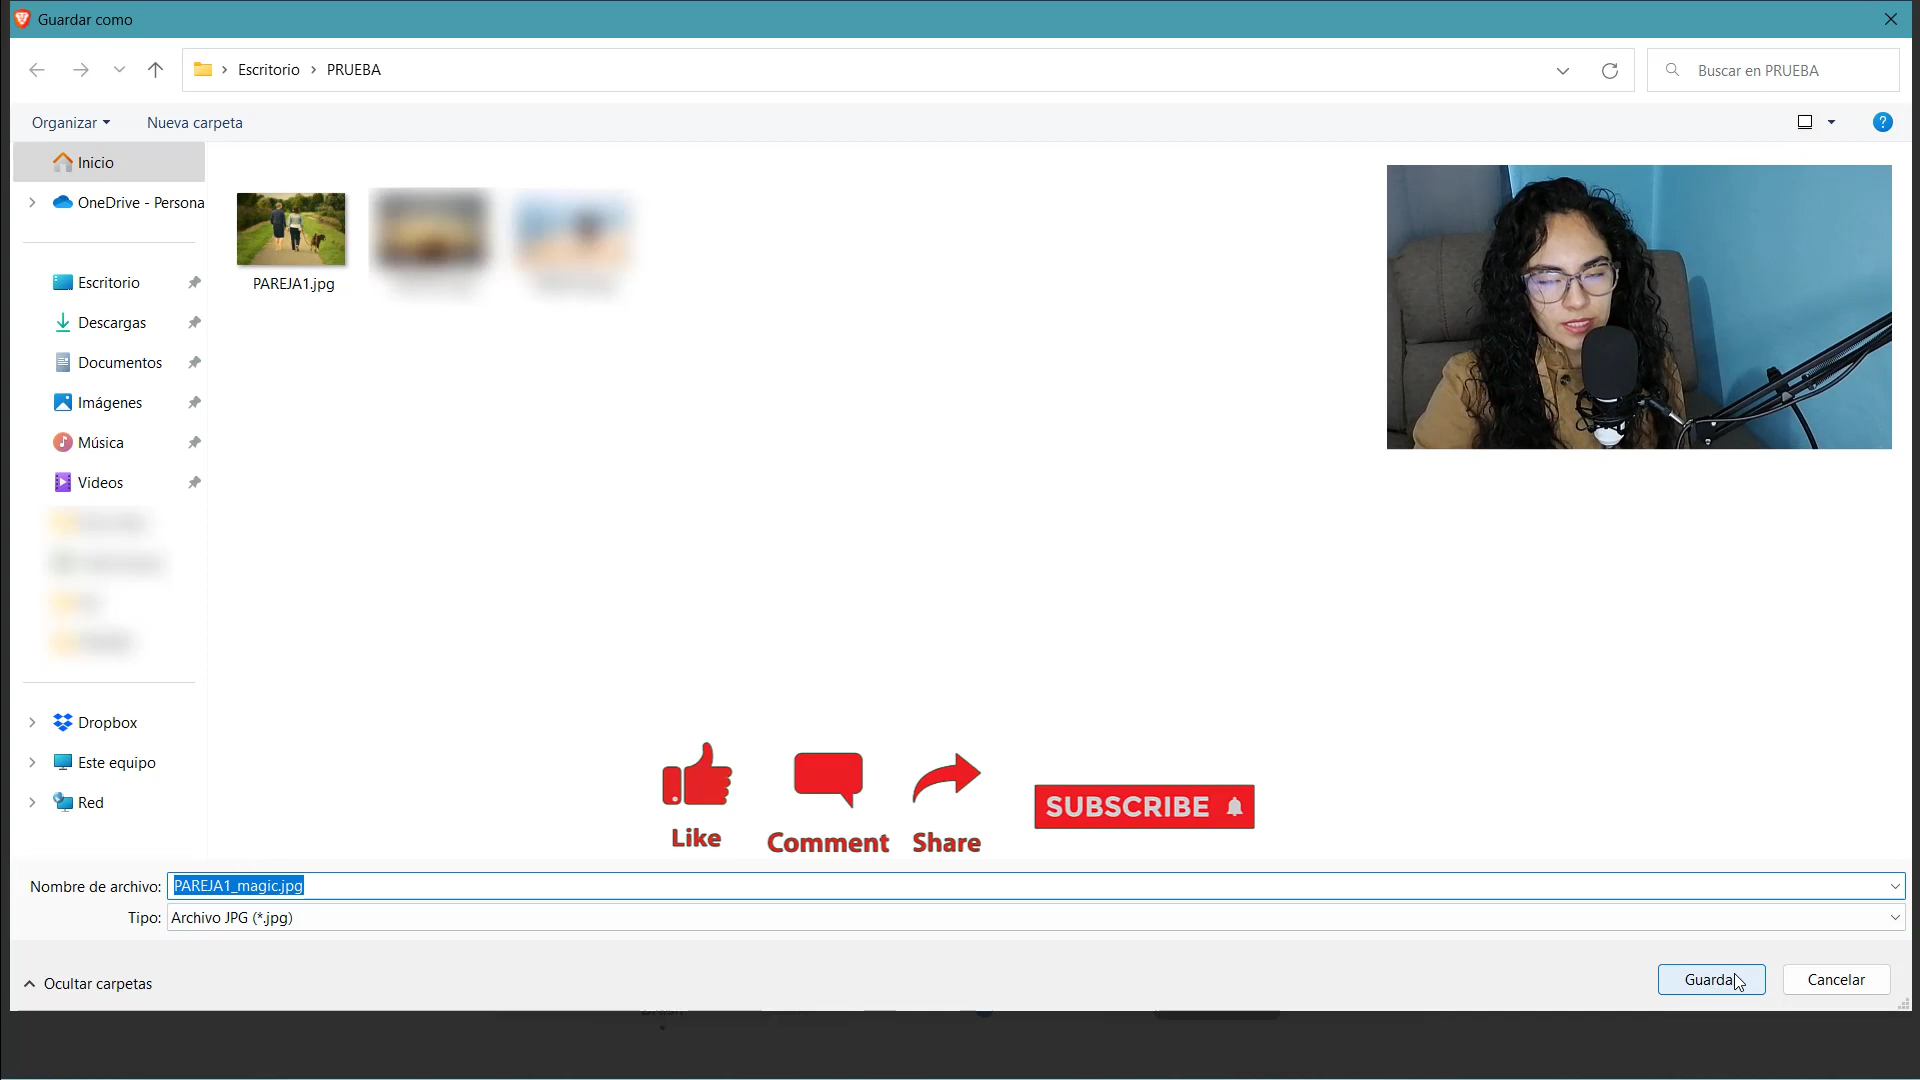 Guardar como
Escritorio
PRUEBA
Buscar en PRUEBA
Organizar
Nueva carpeta
?
Inicio
OneDrive - Persona
Escritorio
Descargas
Documentos
Imágenes
Música
Videos
Dropbox
Este equipo
Red
PAREJA1.jpg
Like
Comment
Share
SUBSCRIBE
Nombre de archivo: PAREJA1_magic.jpg
Tipo: Archivo JPG (*.jpg)
Ocultar carpetas
Guarda
Cancelar